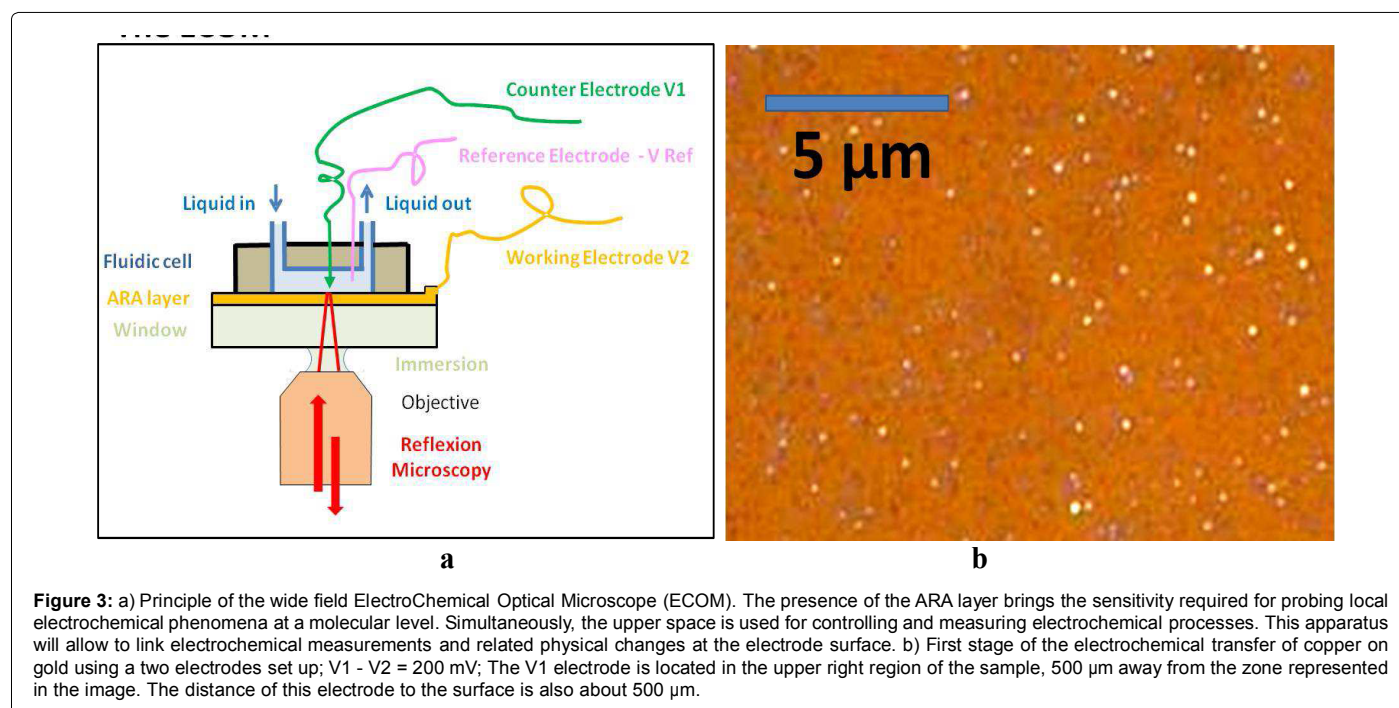 Counter Electrode V1
Reference Electrode - V Ref
Liquid in
Liquid out
Fluidic cell
Working Electrode V2
ARA layer
Window
Immersion
Objective
Reflexion
Microscopy
5 µm
a
b
Figure 3: a) Principle of the wide field ElectroChemical Optical Microscope (ECOM). The presence of the ARA layer brings the sensitivity required for probing local
electrochemical phenomena at a molecular level. Simultaneously, the upper space is used for controlling and measuring electrochemical processes. This apparatus
will allow to link electrochemical measurements and related physical changes at the electrode surface. b) First stage of the electrochemical transfer of copper on
gold using a two electrodes set up; V1 - V2 = 200 mV; The V1 electrode is located in the upper right region of the sample, 500 µm away from the zone represented
in the image. The distance of this electrode to the surface is also about 500 µm.